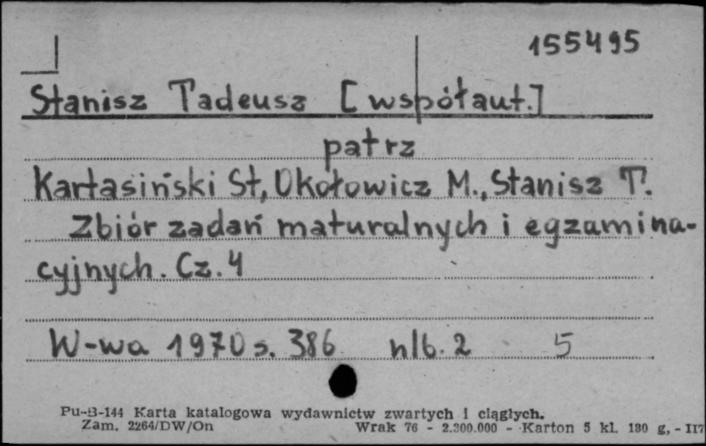 155495
Stanisz Tadeusz [współaut.]
patrz
Kartasiński St., Okołowicz M., Stanisz T.
Zbiór zadań maturalnych i egzamina-
cyjnych. Cz. 4
W-wa 1970 s. 386 nlb. 2 5
Pu-B-144 Karta katalogowa wydawnictw zwartych i ciągłych.
Zam. 2264/DW/On Wrak 76 - 2.300.000 - Karton 5 kl. 180 g, - 117